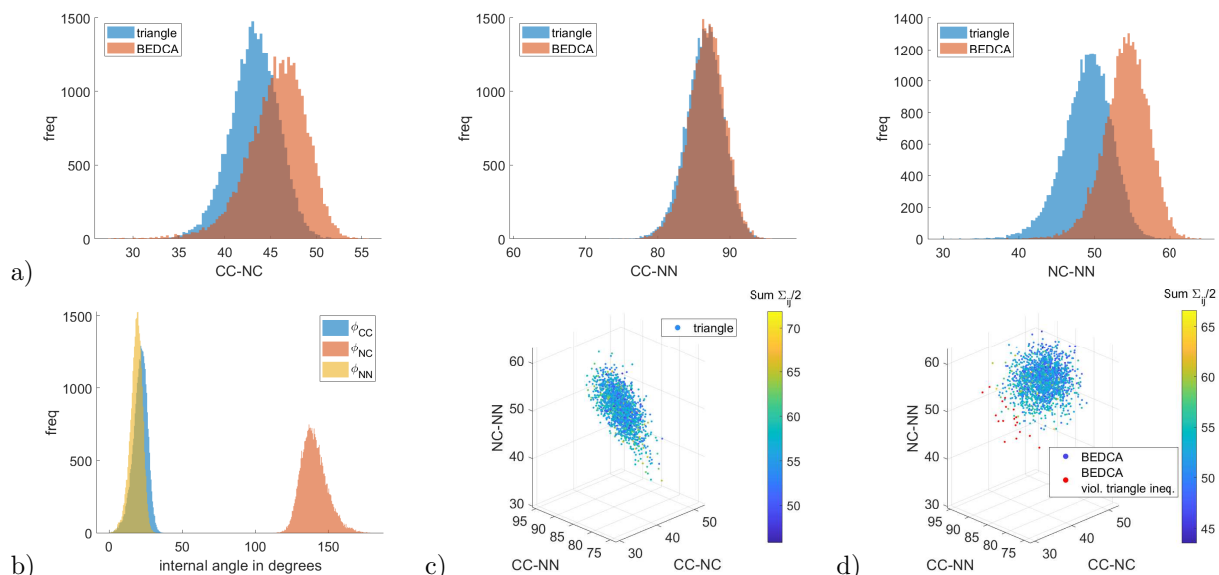 a)
1500
1000
500
0
freq
triangle
BEDCA
30
35
40
45
50
55
CC-NC
1500
1000
500
0
freq
triangle
BEDCA
60
70
80
90
CC-NN
1400
1200
1000
800
600
400
200
0
freq
triangle
BEDCA
30
40
50
60
NC-NN
b)
1500
1000
500
0
freq
ϕCC
ϕNC
ϕNN
0
50
100
150
internal angle in degrees
c)
Sum Σij/2
triangle
70
65
60
55
50
60
50
40
30
NC-NN
95
90
85
80
75
CC-NN
30
40
50
CC-NC
d)
Sum Σij/2
65
60
55
50
45
BEDCA
BEDCA
viol. triangle ineq.
60
50
40
30
NC-NN
95
90
85
80
75
CC-NN
30
40
50
CC-NC